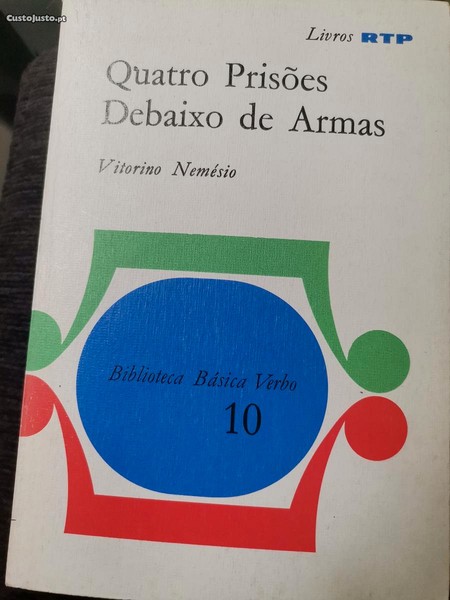 CustoJusto.pt
Livros RTP
Quatro Prisões
Debaixo de Armas
Vitorino Nemésio
Biblioteca Básica Verbo
10